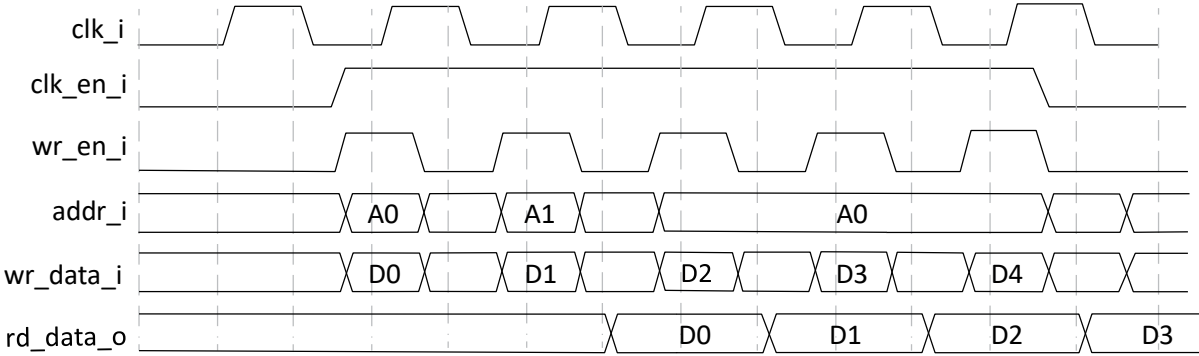 clk_i
clk_en_i
wr_en_i
addr_i A0 A1 A0
wr_data_i D0 D1 D2 D3 D4
rd_data_o D0 D1 D2 D3